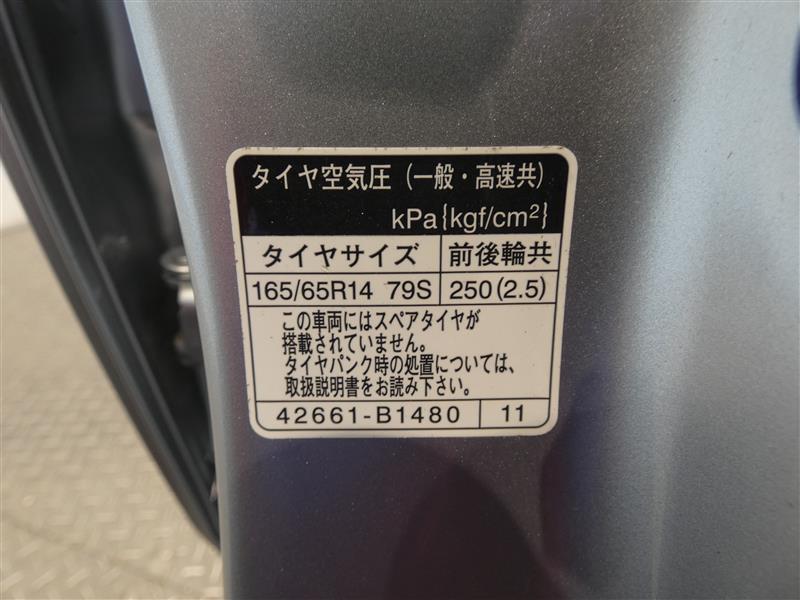 タイヤ空気圧（一般・高速共）
kPa{kgf/cm²}
タイヤサイズ 前後輪共
165/65R14 79S 250(2.5)
この車両にはスペアタイヤが
搭載されていません。
タイヤパンク時の処置については、
取扱説明書をお読み下さい。
42661-B1480 11